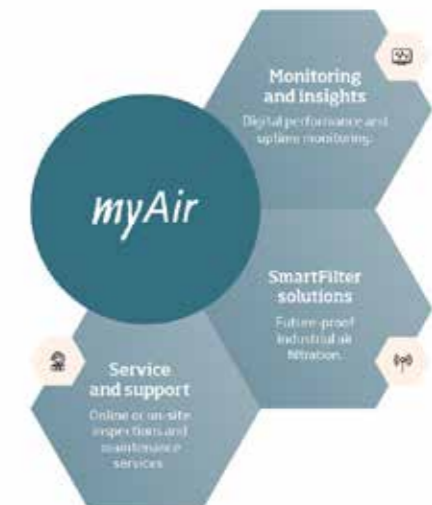 Monitoring
and insights
Digital performance and
uptime monitoring.
myAir
SmartFilter
solutions
Future-proof
industrial air
filtration.
Service
and support
Online or on-site
inspections and
maintenance
services